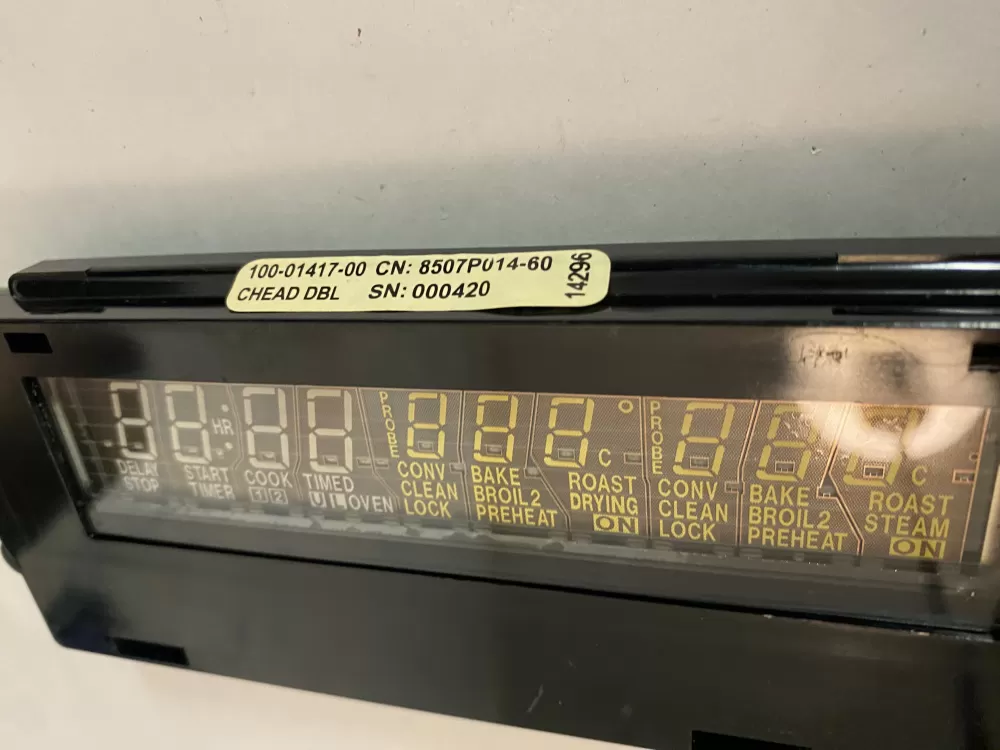 100-01417-00 CN: 8507P014-60
CHEAD DBL SN: 000420
14296
HR
DELAY START COOK TIMED
STOP TIMER 1 2 U L OVEN
PROBE
°
C
CONV BAKE ROAST
CLEAN BROIL2 DRYING
LOCK PREHEAT ON
PROBE
C
CONV BAKE ROAST
CLEAN BROIL2 STEAM
LOCK PREHEAT ON